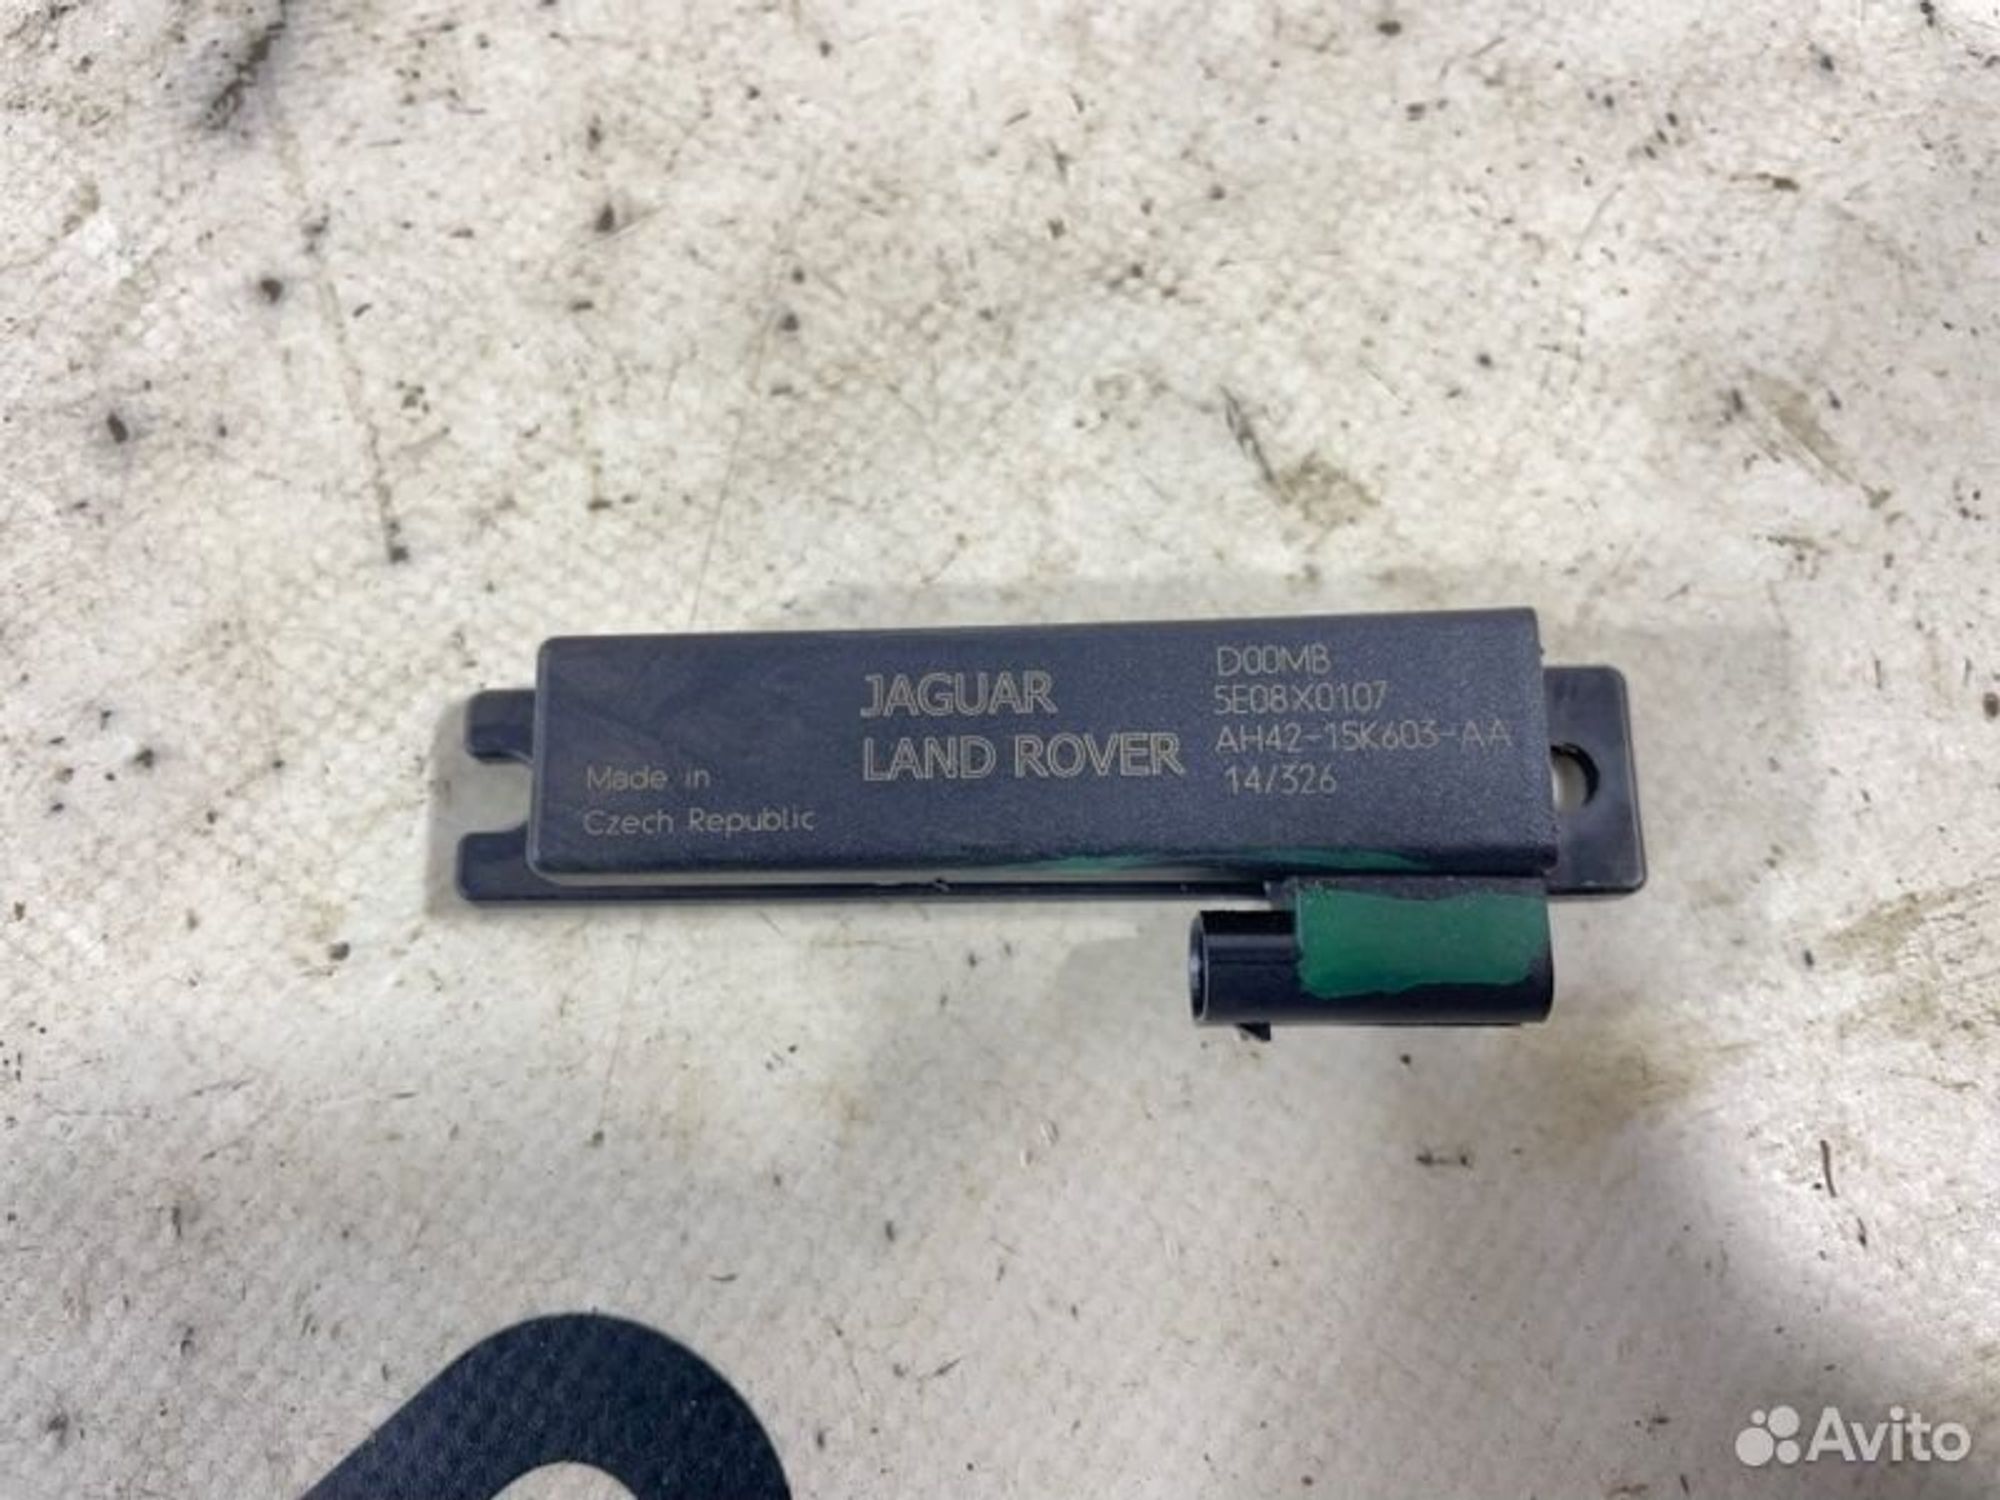 JAGUAR
LAND ROVER
Made in
Czech Republic
D00MB
5E08X0107
AH42-15K603-AA
14/326
Avito